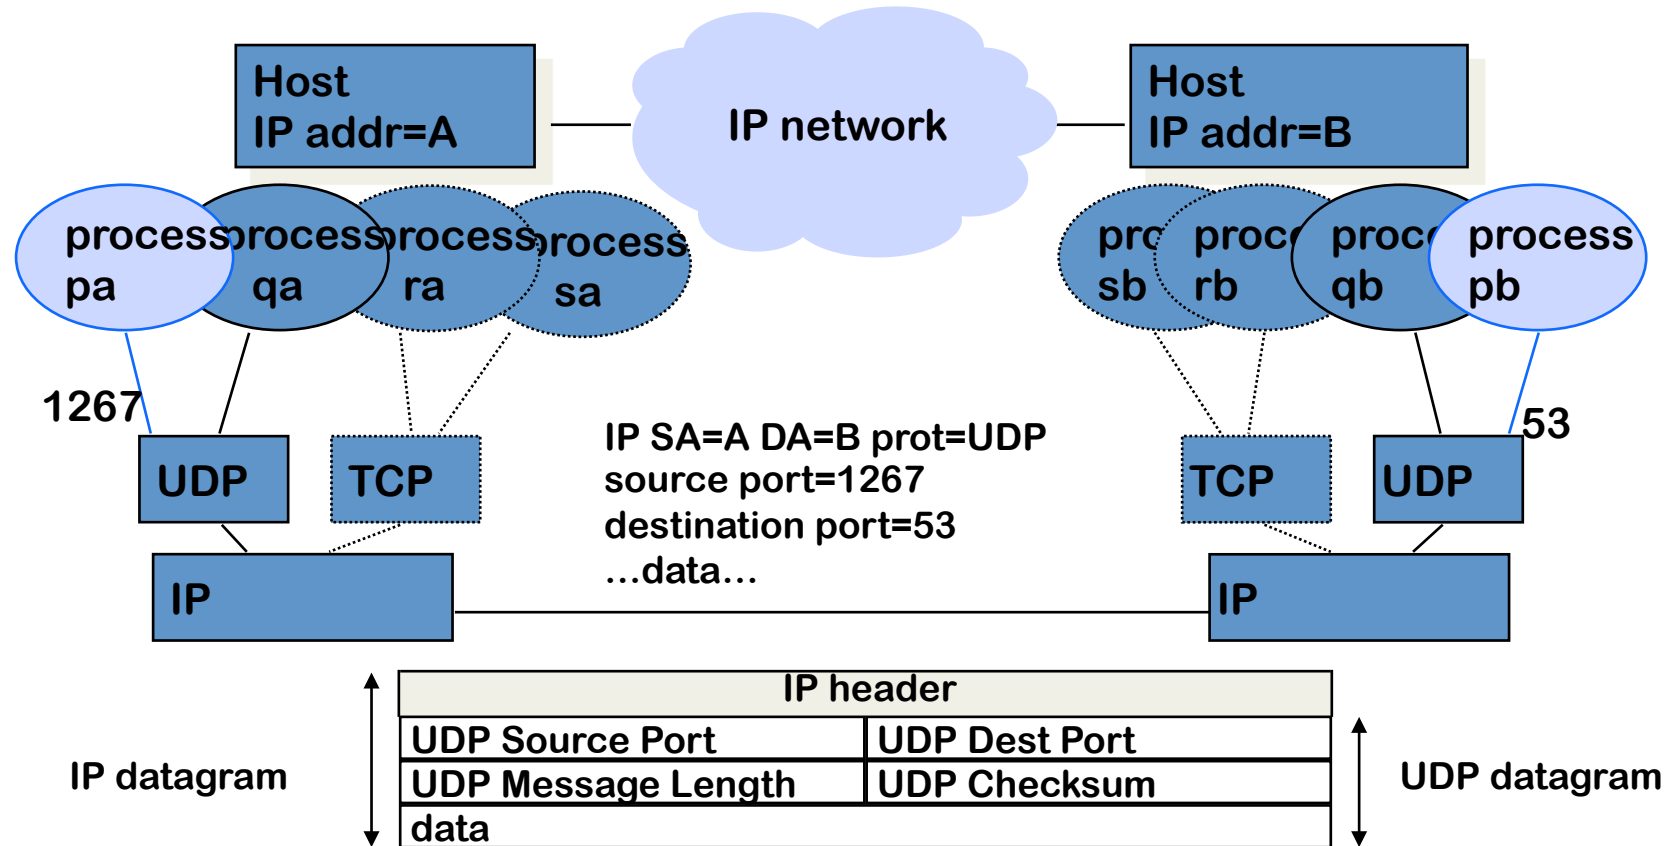 Host
IP addr=A
IP network
Host
IP addr=B
process
pa
process
qa
process
ra
process
sa
sb
rb
qb
process
pb
1267
53
UDP
TCP
IP SA=A DA=B prot=UDP
source port=1267
destination port=53
…data…
TCP
UDP
IP
IP
IP header
UDP Source Port
UDP Dest Port
IP datagram
UDP Message Length
UDP Checksum
UDP datagram
data